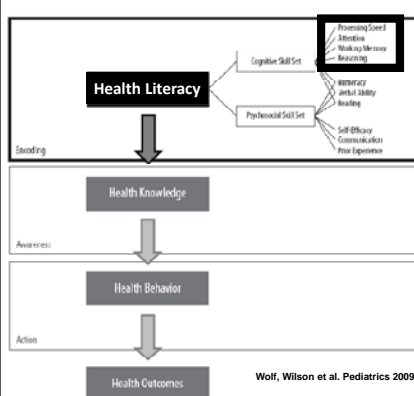 Processing Speed
Attention
Working Memory
Reasoning
Cognitive Skill Set
Health Literacy
Numeracy
Verbal Ability
Reading
Psychosocial Skill Set
Self-Efficacy
Communication
Prior Experience
Encoding
Health Knowledge
Awareness
Health Behavior
Action
Health Outcomes
Wolf, Wilson et al. Pediatrics 2009